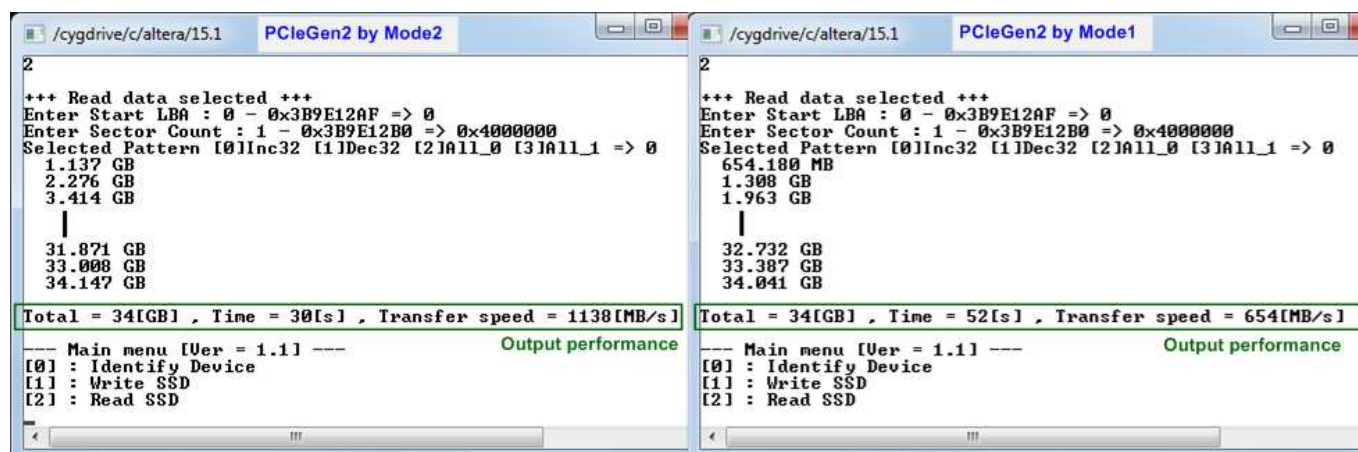 /cygdrive/c/altera/15.1 PCIeGen2 by Mode2
2
+++ Read data selected +++
Enter Start LBA : 0 - 0x3B9E12AF => 0
Enter Sector Count : 1 - 0x3B9E12B0 => 0x4000000
Selected Pattern [0]Inc32 [1]Dec32 [2]All_0 [3]All_1 => 0
1.137 GB
2.276 GB
3.414 GB
31.871 GB
33.008 GB
34.147 GB
Total = 34[GB] , Time = 30[s] , Transfer speed = 1138[MB/s]
Output performance
--- Main menu [Ver = 1.1] ---
[0] : Identify Device
[1] : Write SSD
[2] : Read SSD
/cygdrive/c/altera/15.1 PCIeGen2 by Mode1
2
+++ Read data selected +++
Enter Start LBA : 0 - 0x3B9E12AF => 0
Enter Sector Count : 1 - 0x3B9E12B0 => 0x4000000
Selected Pattern [0]Inc32 [1]Dec32 [2]All_0 [3]All_1 => 0
654.180 MB
1.308 GB
1.963 GB
32.732 GB
33.387 GB
34.041 GB
Total = 34[GB] , Time = 52[s] , Transfer speed = 654[MB/s]
Output performance
--- Main menu [Ver = 1.1] ---
[0] : Identify Device
[1] : Write SSD
[2] : Read SSD